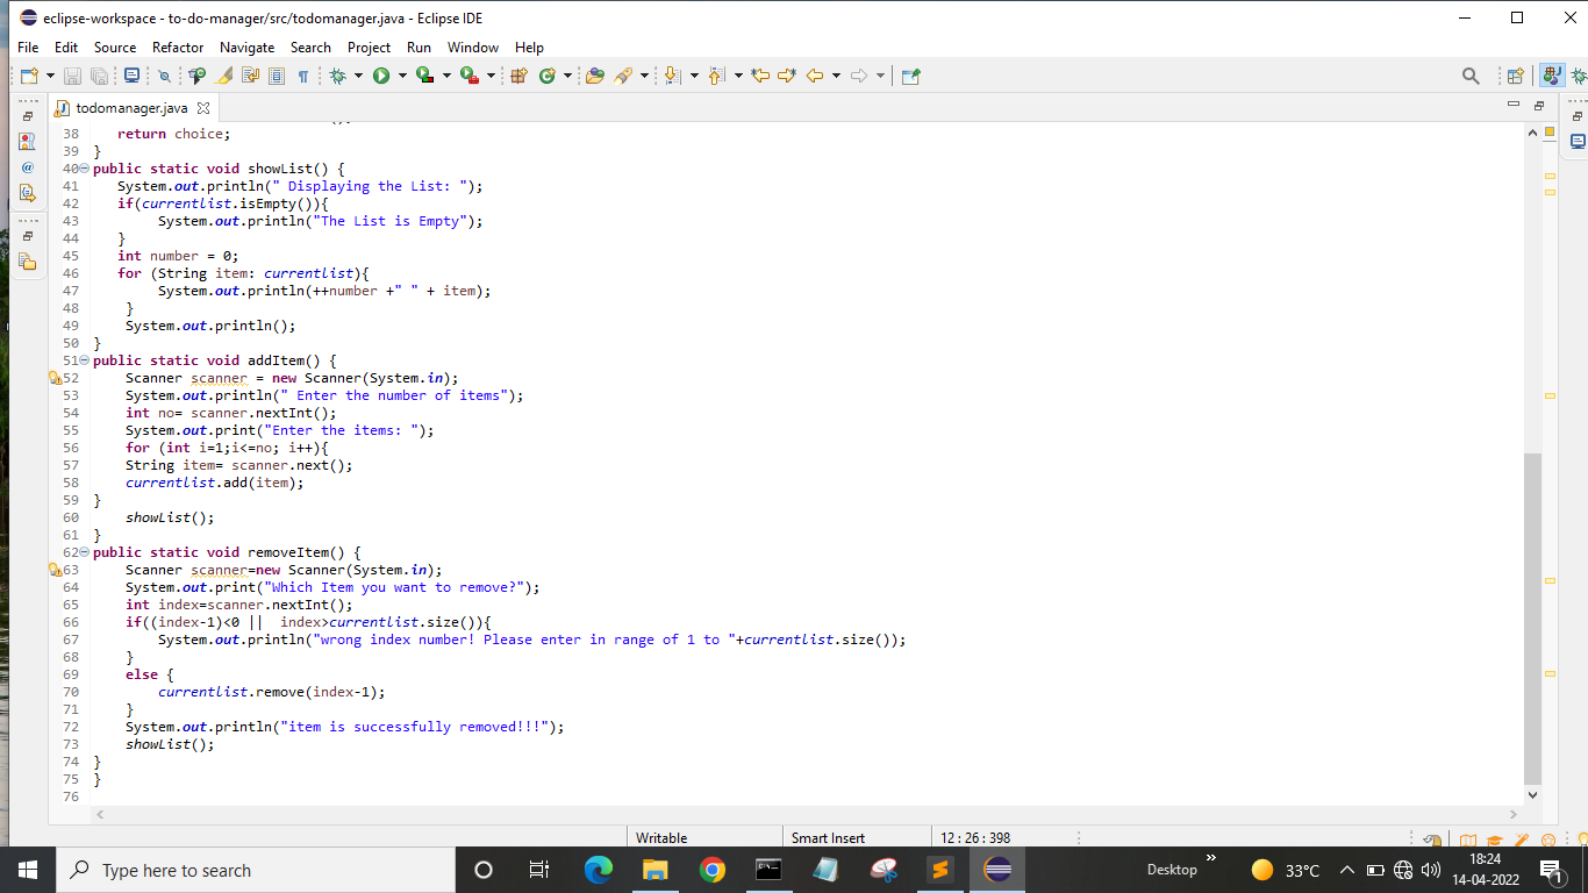 eclipse-workspace - to-do-manager/src/todomanager.java - Eclipse IDE
File Edit Source Refactor Navigate Search Project Run Window Help
todomanager.java
38 return choice;
39 }
40 public static void showList() {
41 System.out.println(" Displaying the List: ");
42 if(currentlist.isEmpty()){
43 System.out.println("The List is Empty");
44 }
45 int number = 0;
46 for (String item: currentlist){
47 System.out.println(++number +" " + item);
48 }
49 System.out.println();
50 }
51 public static void addItem() {
52 Scanner scanner = new Scanner(System.in);
53 System.out.println(" Enter the number of items");
54 int no= scanner.nextInt();
55 System.out.print("Enter the items: ");
56 for (int i=1;i<=no; i++){
57 String item= scanner.next();
58 currentlist.add(item);
59 }
60 showList();
61 }
62 public static void removeItem() {
63 Scanner scanner=new Scanner(System.in);
64 System.out.print("Which Item you want to remove?");
65 int index=scanner.nextInt();
66 if((index-1)<0 ||  index>currentlist.size()){
67 System.out.println("wrong index number! Please enter in range of 1 to "+currentlist.size());
68 }
69 else {
70 currentlist.remove(index-1);
71 }
72 System.out.println("item is successfully removed!!!");
73 showList();
74 }
75 }
76
Writable Smart Insert 12 : 26 : 398
Type here to search Desktop 33°C 18:24
14-04-2022 1